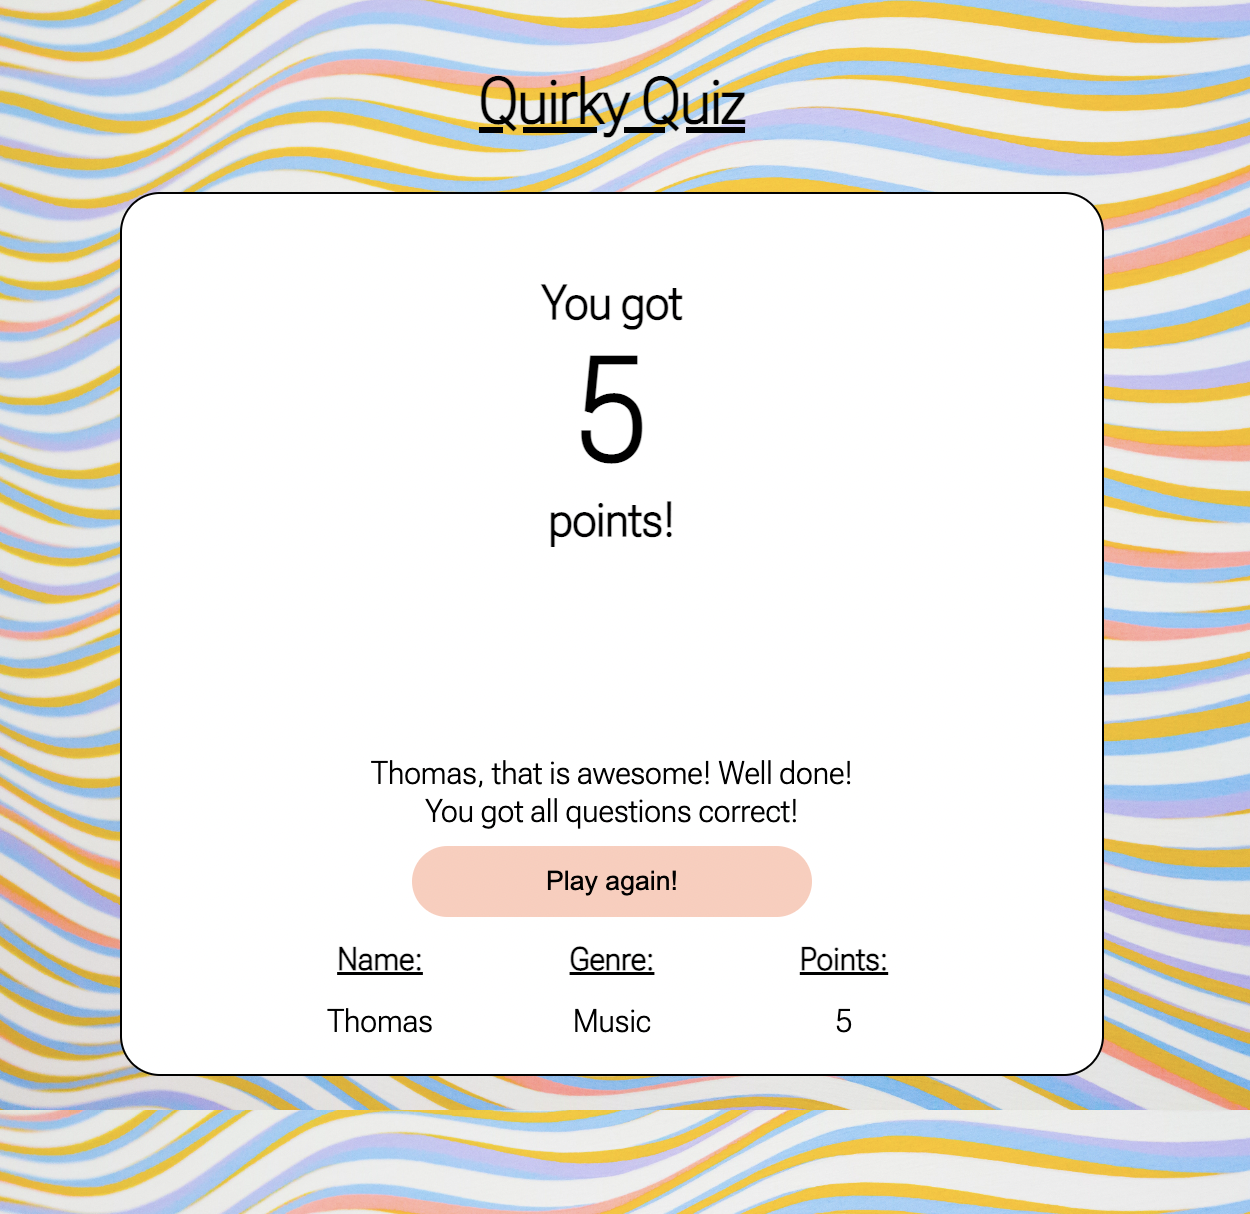 Quirky Quiz
You got
5
points!
Thomas, that is awesome! Well done!
You got all questions correct!
Play again!
Name: Genre: Points:
Thomas Music 5